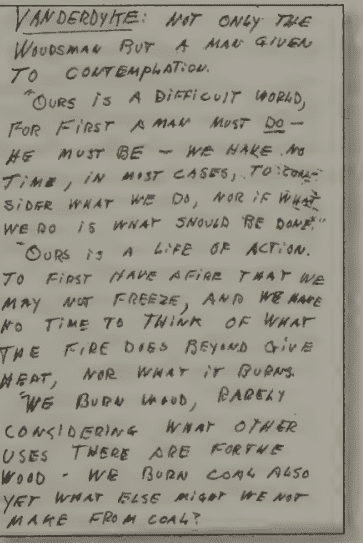 VANDERDYKE: NOT ONLY THE
WOODSMAN BUT A MAN GIVEN
TO CONTEMPLATION.
"OURS IS A DIFFICULT WORLD,
FOR FIRST A MAN MUST DO —
HE MUST BE — WE HAVE NO
TIME, IN MOST CASES, TO CON-
SIDER WHAT WE DO, NOR IF WHAT
WE DO IS WHAT SHOULD BE DONE."
"OURS IS A LIFE OF ACTION.
TO FIRST HAVE A FIRE THAT WE
MAY NOT FREEZE, AND WE HAVE
NO TIME TO THINK OF WHAT
THE FIRE DOES BEYOND GIVE
HEAT, NOR WHAT IT BURNS.
"WE BURN WOOD, RARELY
CONSIDERING WHAT OTHER
USES THERE ARE FOR THE
WOOD - WE BURN COAL ALSO
YET WHAT ELSE MIGHT WE NOT
MAKE FROM COAL?